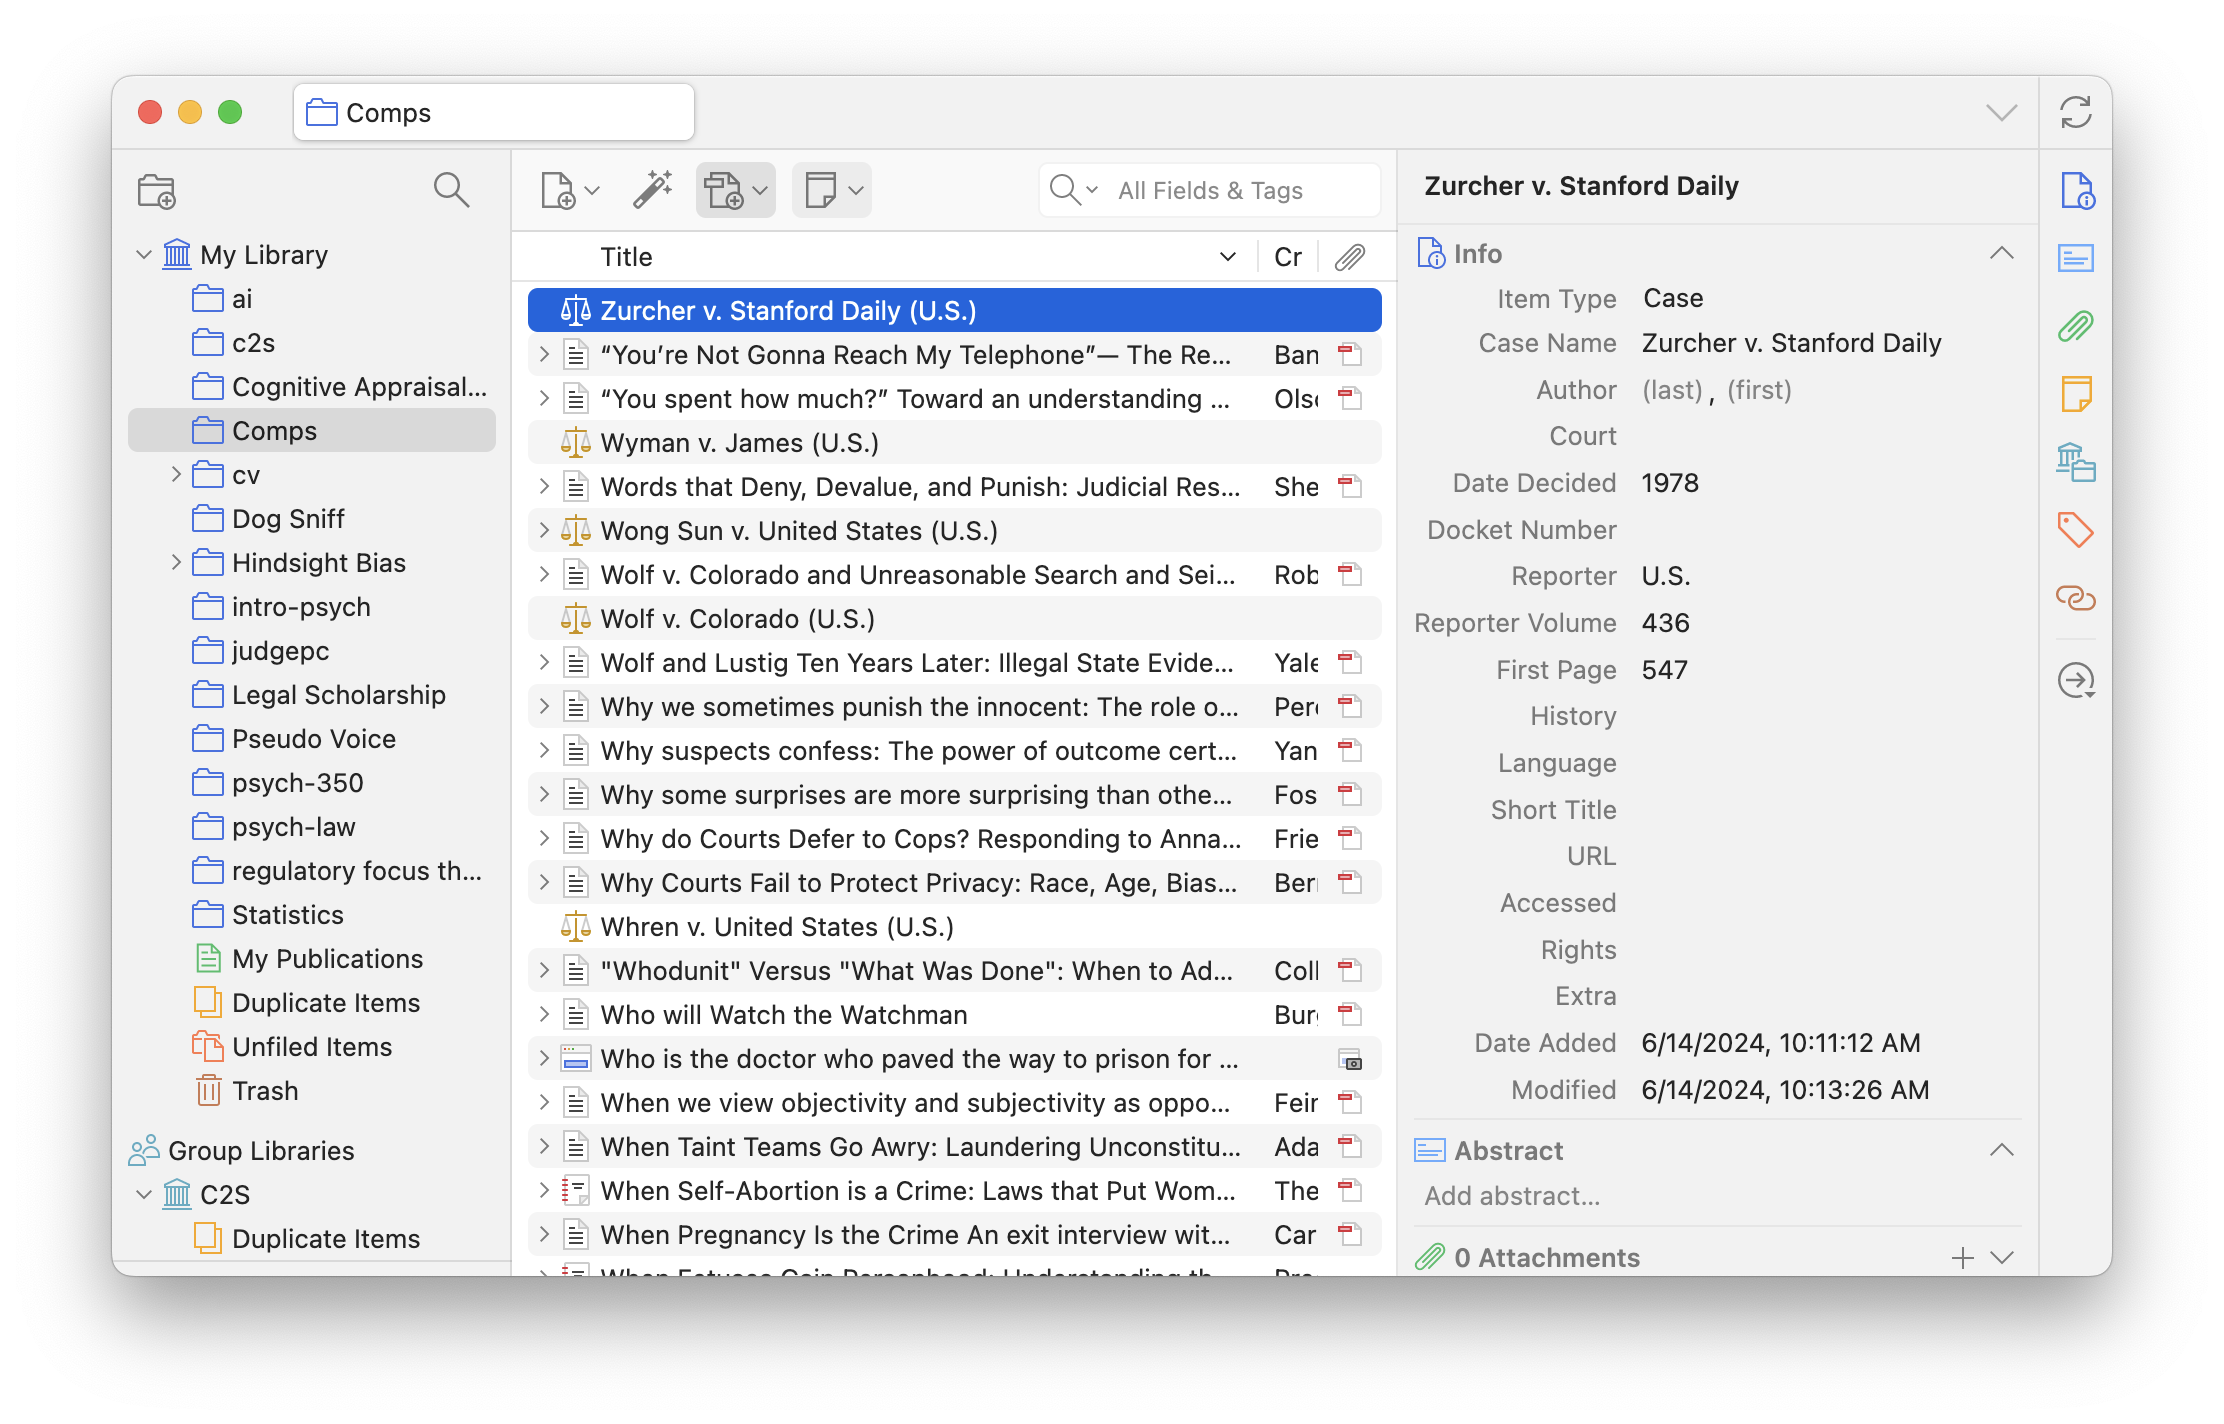 Comps
My Library
ai
c2s
Cognitive Appraisal...
Comps
cv
Dog Sniff
Hindsight Bias
intro-psych
judgepc
Legal Scholarship
Pseudo Voice
psych-350
psych-law
regulatory focus th...
Statistics
My Publications
Duplicate Items
Unfiled Items
Trash
Group Libraries
C2S
Duplicate Items
All Fields & Tags
Title Cr
Zurcher v. Stanford Daily (U.S.)
“You’re Not Gonna Reach My Telephone”— The Re... Ban
“You spent how much?” Toward an understanding ... Olso
Wyman v. James (U.S.)
Words that Deny, Devalue, and Punish: Judicial Res... She
Wong Sun v. United States (U.S.)
Wolf v. Colorado and Unreasonable Search and Sei... Rob
Wolf v. Colorado (U.S.)
Wolf and Lustig Ten Years Later: Illegal State Evide... Yale
Why we sometimes punish the innocent: The role o... Pere
Why suspects confess: The power of outcome cert... Yan
Why some surprises are more surprising than othe... Fos
Why do Courts Defer to Cops? Responding to Anna... Frie
Why Courts Fail to Protect Privacy: Race, Age, Bias... Ber
Whren v. United States (U.S.)
"Whodunit" Versus "What Was Done": When to Ad... Coll
Who will Watch the Watchman Burg
Who is the doctor who paved the way to prison for ...
When we view objectivity and subjectivity as oppo... Fein
When Taint Teams Go Awry: Laundering Unconstitu... Ada
When Self-Abortion is a Crime: Laws that Put Wom... The
When Pregnancy Is the Crime An exit interview wit... Car
When Fetuses Gain Personhood: Understanding th...
Zurcher v. Stanford Daily
Info
Item Type Case
Case Name Zurcher v. Stanford Daily
Author (last) , (first)
Court
Date Decided 1978
Docket Number
Reporter U.S.
Reporter Volume 436
First Page 547
History
Language
Short Title
URL
Accessed
Rights
Extra
Date Added 6/14/2024, 10:11:12 AM
Modified 6/14/2024, 10:13:26 AM
Abstract
Add abstract...
0 Attachments